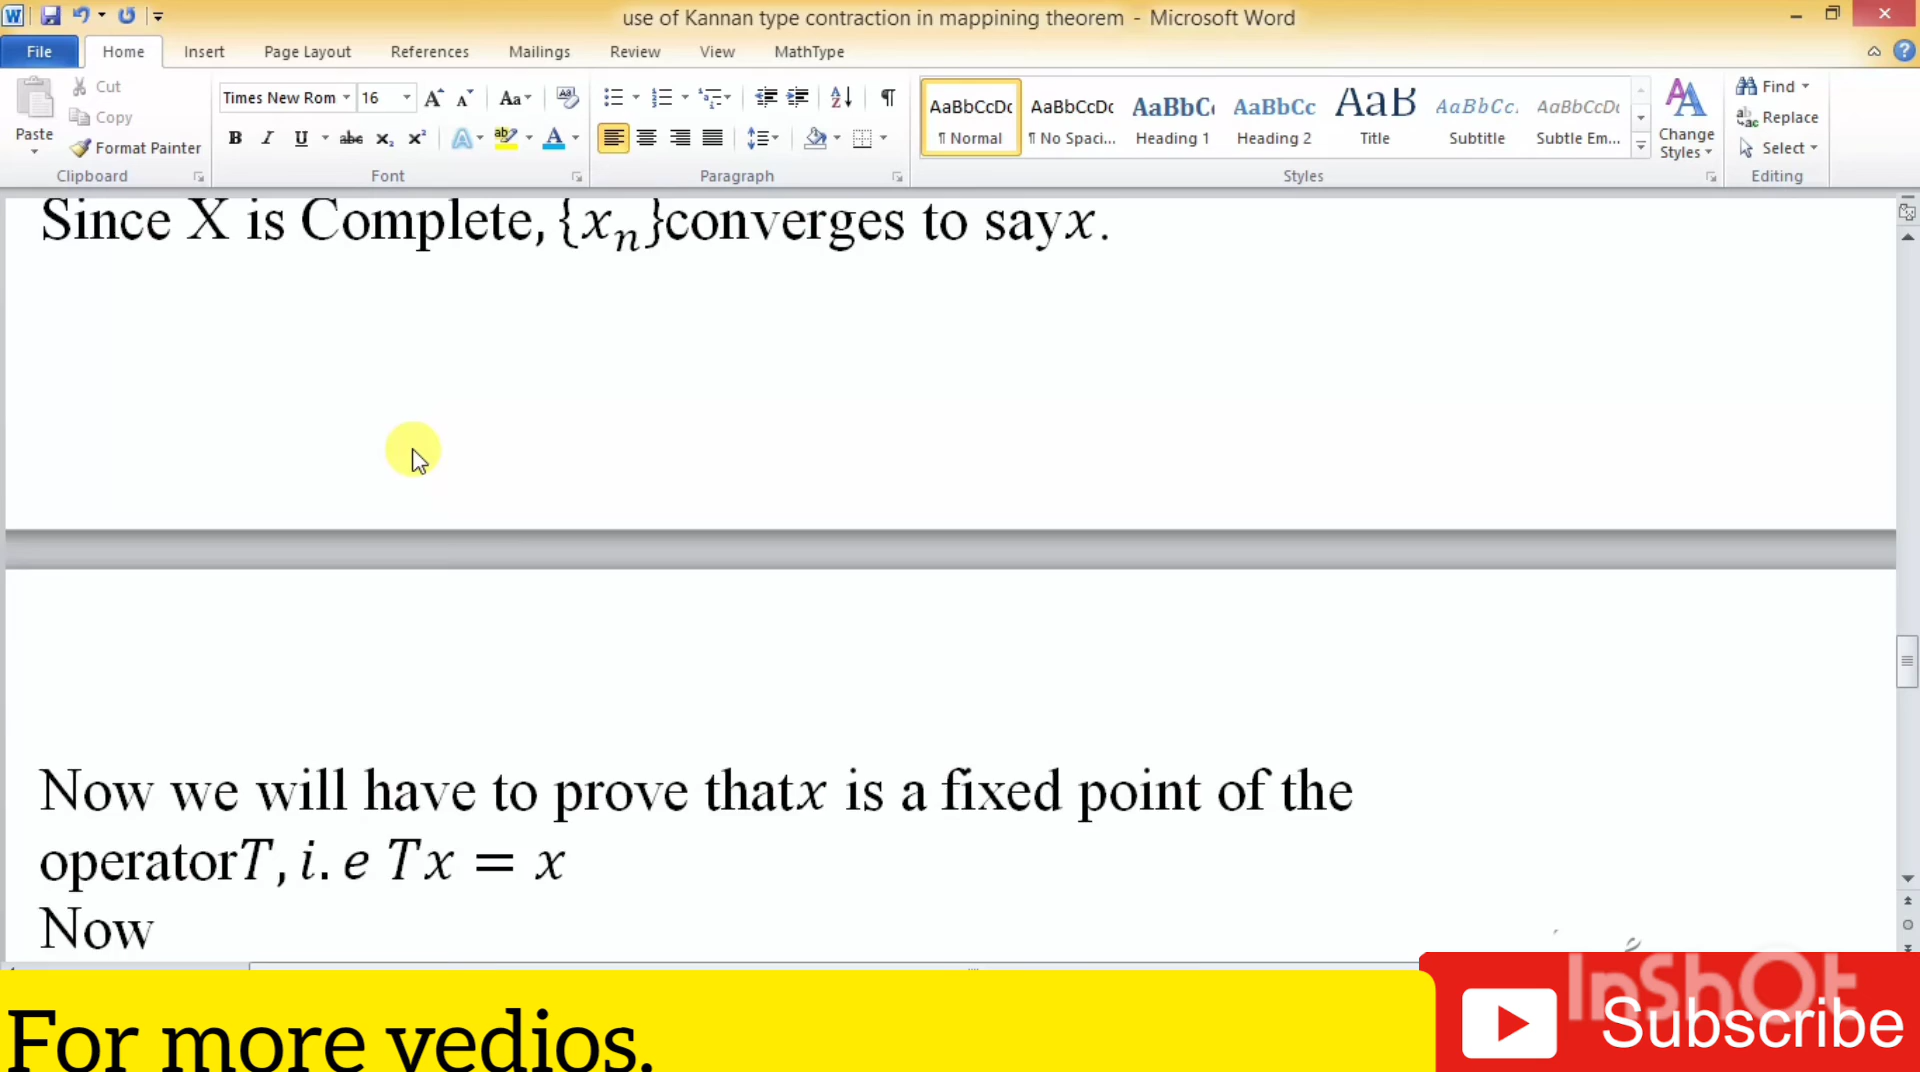 use of Kannan type contraction in mappining theorem - Microsoft Word
File Home Insert Page Layout References Mailings Review View MathType
Paste
Cut
Copy
Format Painter
Clipboard
Times New Rom 16
Font
Paragraph
AaBbCcDc AaBbCcDc AaBbC AaBbCc AaB AaBbCc. AaBbCcDc
¶ Normal ¶ No Spaci... Heading 1 Heading 2 Title Subtitle Subtle Em...
Change Styles
Styles
Find
Replace
Select
Editing
Since X is Complete, {xₙ}converges to sayx.
Now we will have to prove thatx is a fixed point of the
operatorT, i. e Tx = x
Now
For more vedios.
InShOt
Subscribe